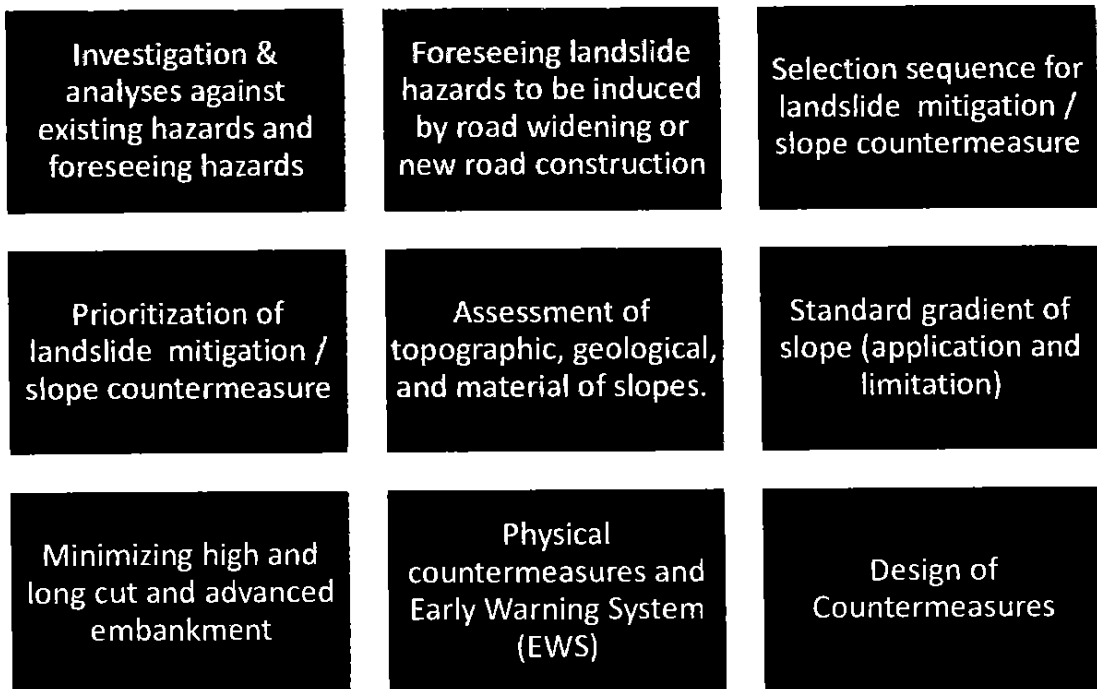 Investigation &
analyses against
existing hazards and
foreseeing hazards
Foreseeing landslide
hazards to be induced
by road widening or
new road construction
Selection sequence for
landslide mitigation /
slope countermeasure
Prioritization of
landslide mitigation /
slope countermeasure
Assessment of
topographic, geological,
and material of slopes.
Standard gradient of
slope (application and
limitation)
Minimizing high and
long cut and advanced
embankment
Physical
countermeasures and
Early Warning System
(EWS)
Design of
Countermeasures